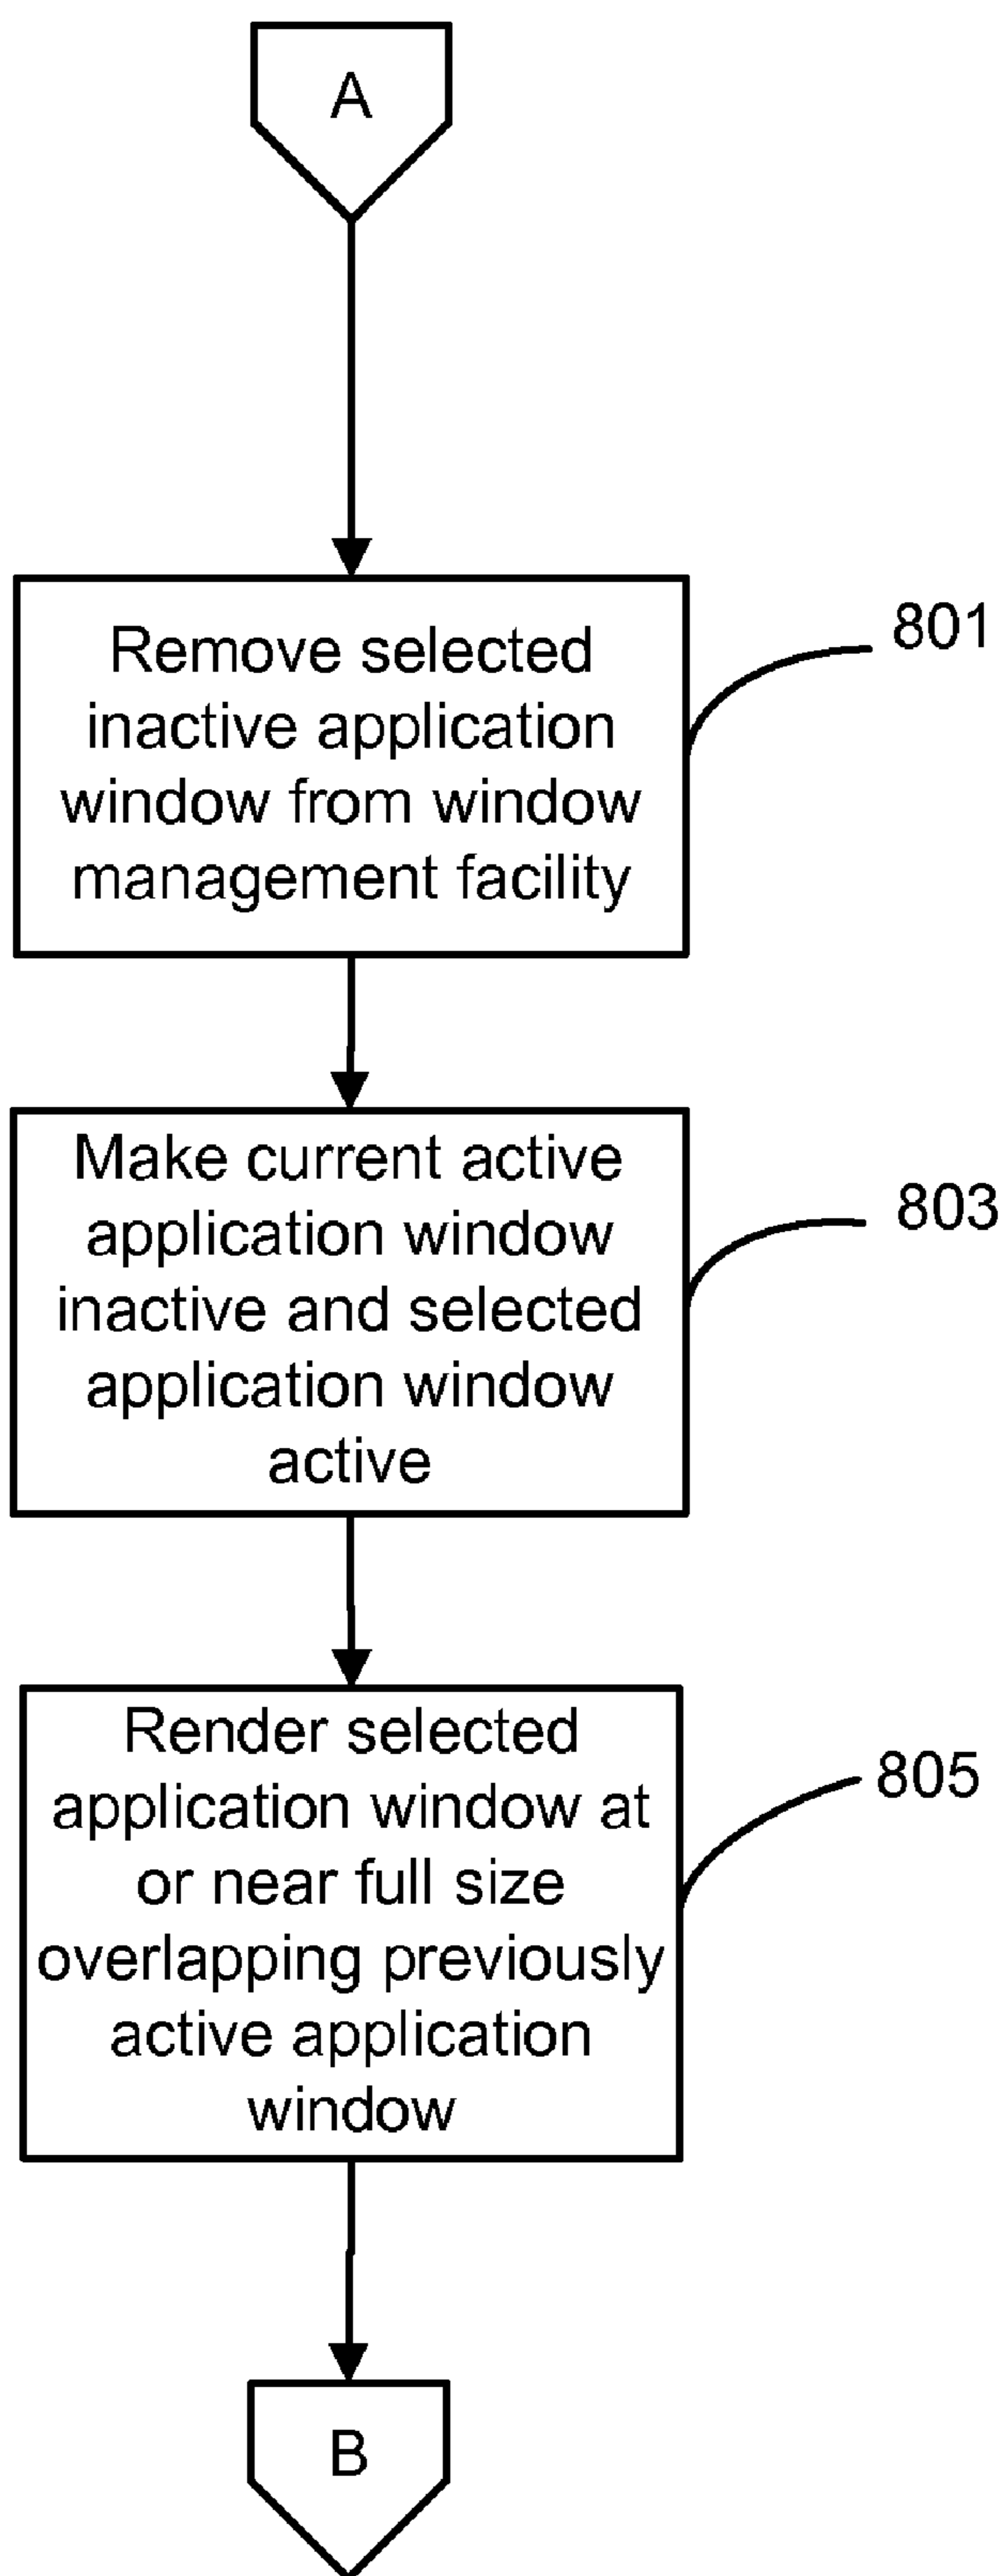 A
Remove selected
inactive application
window from window
management facility
801
Make current active
application window
inactive and selected
application window
active
803
Render selected
application window at
or near full size
overlapping previously
active application
window
805
B